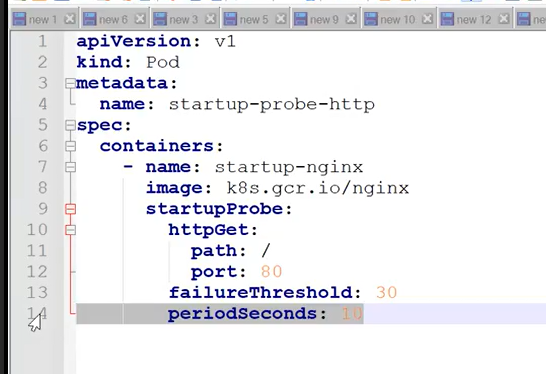 new 1 new 6 new 3 new 5 new 9 new 10 new 12 ne
1 apiVersion: v1
2 kind: Pod
3 metadata:
4 name: startup-probe-http
5 spec:
6 containers:
7 - name: startup-nginx
8 image: k8s.gcr.io/nginx
9 startupProbe:
10 httpGet:
11 path: /
12 port: 80
13 failureThreshold: 30
14 periodSeconds: 10